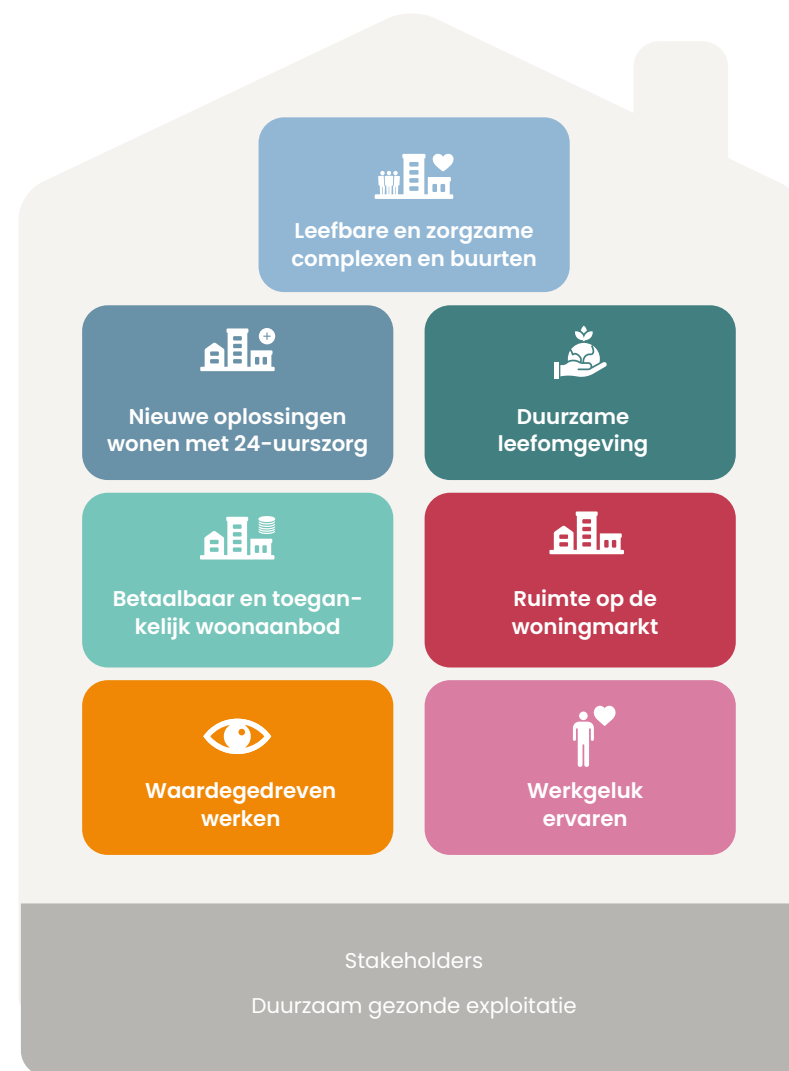 Leefbare en zorgzame
complexen en buurten
Nieuwe oplossingen
wonen met 24-uurszorg
Duurzame
leefomgeving
Betaalbaar en toegan-
kelijk woonaanbod
Ruimte op de
woningmarkt
Waardegedreven
werken
Werkgeluk
ervaren
Stakeholders
Duurzaam gezonde exploitatie